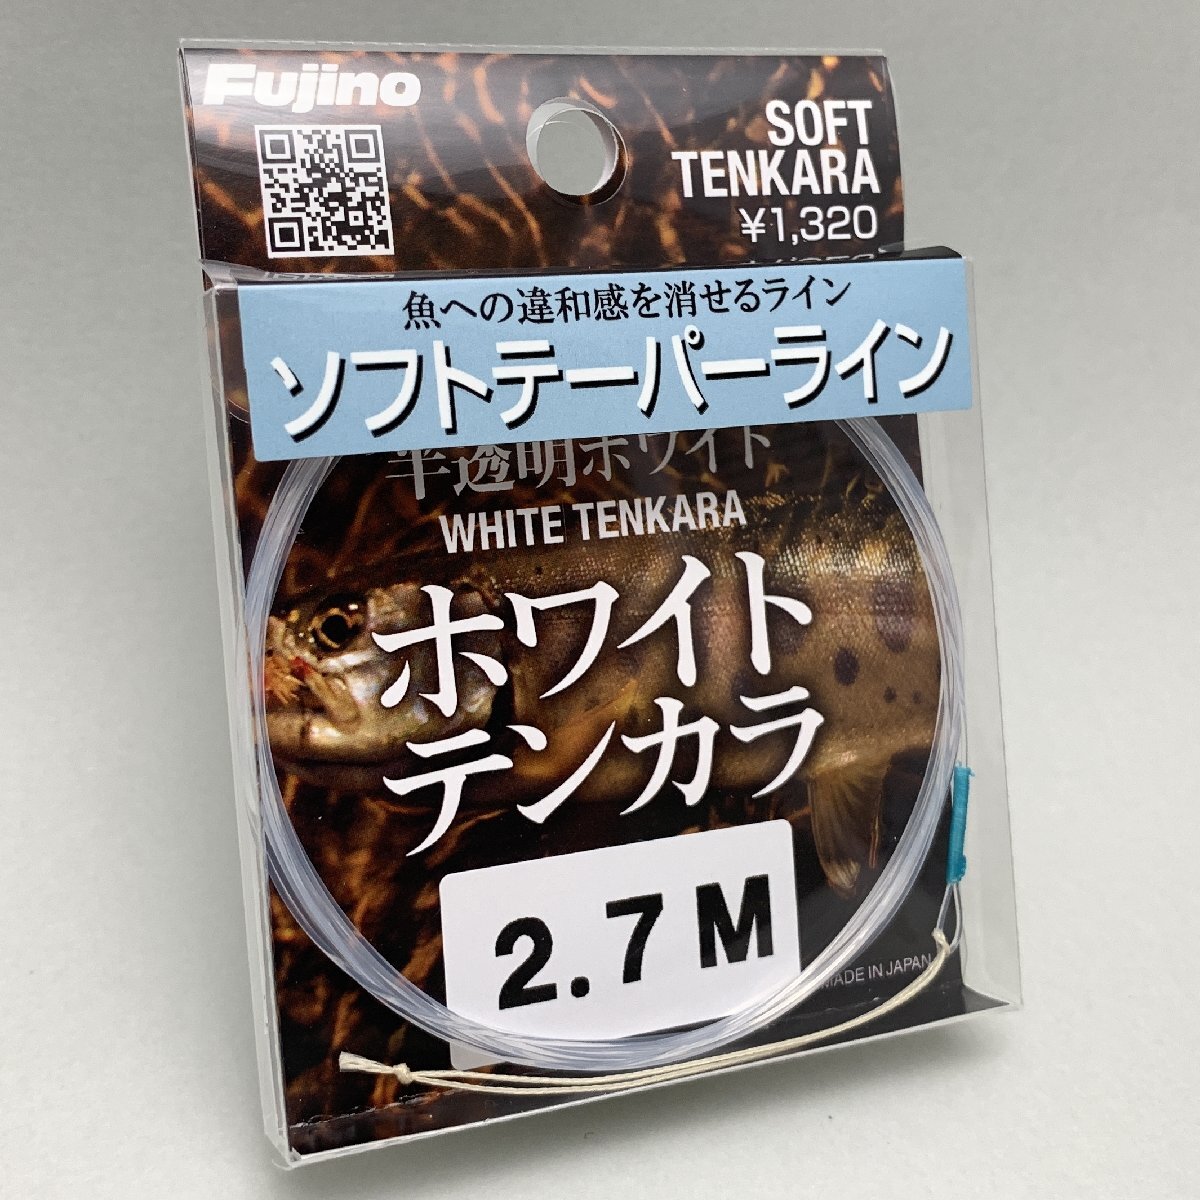 Fujino
SOFT
TENKARA
¥1,320
魚への違和感を消せるライン
ソフトテーパーライン
半透明ホワイト
WHITE TENKARA
ホワイト
テンカラ
2.7M
MADE IN JAPAN